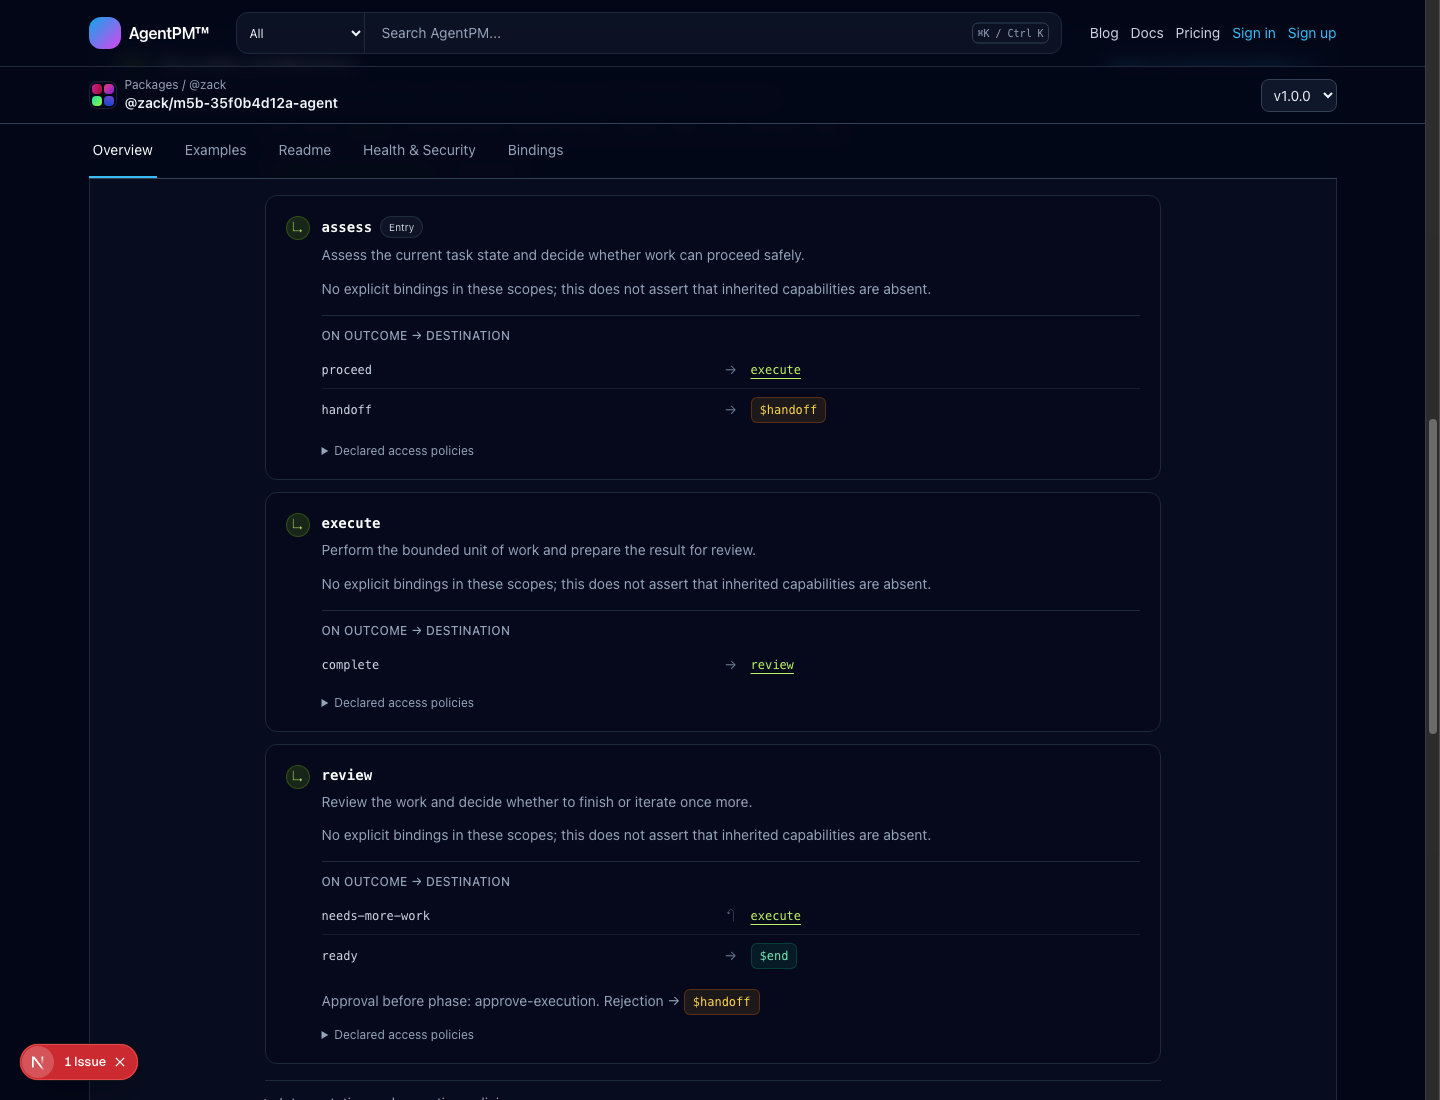 AgentPM™
All
Search AgentPM...
⌘K / Ctrl K
Blog
Docs
Pricing
Sign in
Sign up
Packages / @zack
@zack/m5b-35f0b4d12a-agent
v1.0.0
Overview
Examples
Readme
Health & Security
Bindings
assess Entry
Assess the current task state and decide whether work can proceed safely.
No explicit bindings in these scopes; this does not assert that inherited capabilities are absent.
ON OUTCOME → DESTINATION
proceed → execute
handoff → $handoff
▶ Declared access policies
execute
Perform the bounded unit of work and prepare the result for review.
No explicit bindings in these scopes; this does not assert that inherited capabilities are absent.
ON OUTCOME → DESTINATION
complete → review
▶ Declared access policies
review
Review the work and decide whether to finish or iterate once more.
No explicit bindings in these scopes; this does not assert that inherited capabilities are absent.
ON OUTCOME → DESTINATION
needs-more-work execute
ready → $end
Approval before phase: approve-execution. Rejection → $handoff
▶ Declared access policies
N 1 Issue ×